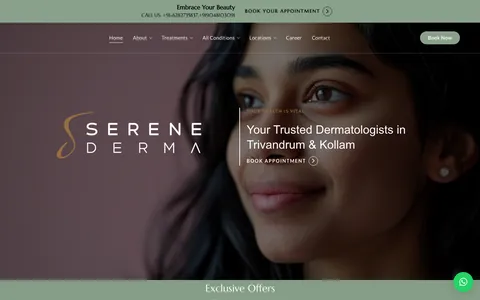 Embrace Your Beauty
BOOK YOUR APPOINTMENT
Home
About
Treatments
All Conditions
Locations
Career
Contact
Book Now
SERENE
DERMA
Your Trusted Dermatologists in
Trivandrum & Kollam
BOOK APPOINTMENT
Exclusive Offers